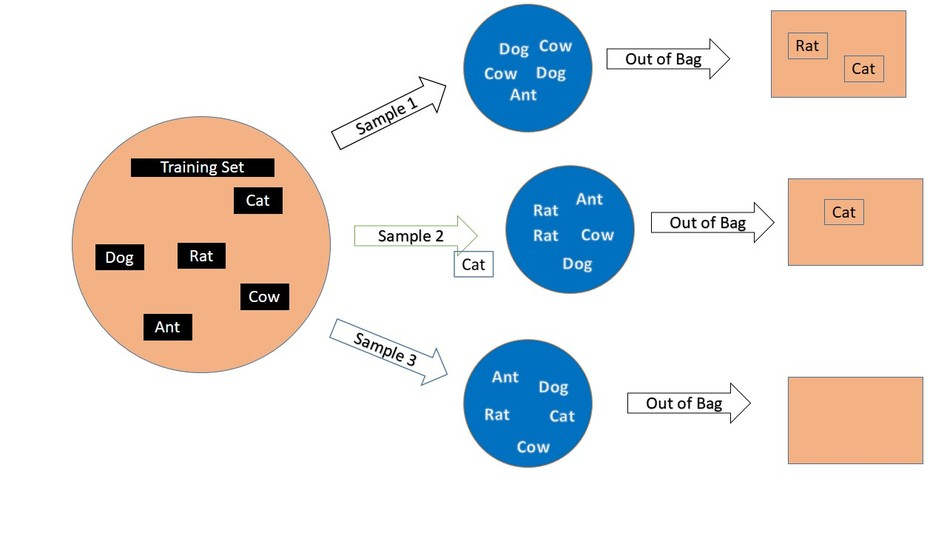 Training Set
Cat
Dog
Rat
Cow
Ant
Sample 1
Dog Cow
Cow Dog
Ant
Out of Bag
Rat
Cat
Sample 2
Cat
Ant
Rat
Rat Cow
Dog
Out of Bag
Cat
Sample 3
Ant
Dog
Rat Cat
Cow
Out of Bag